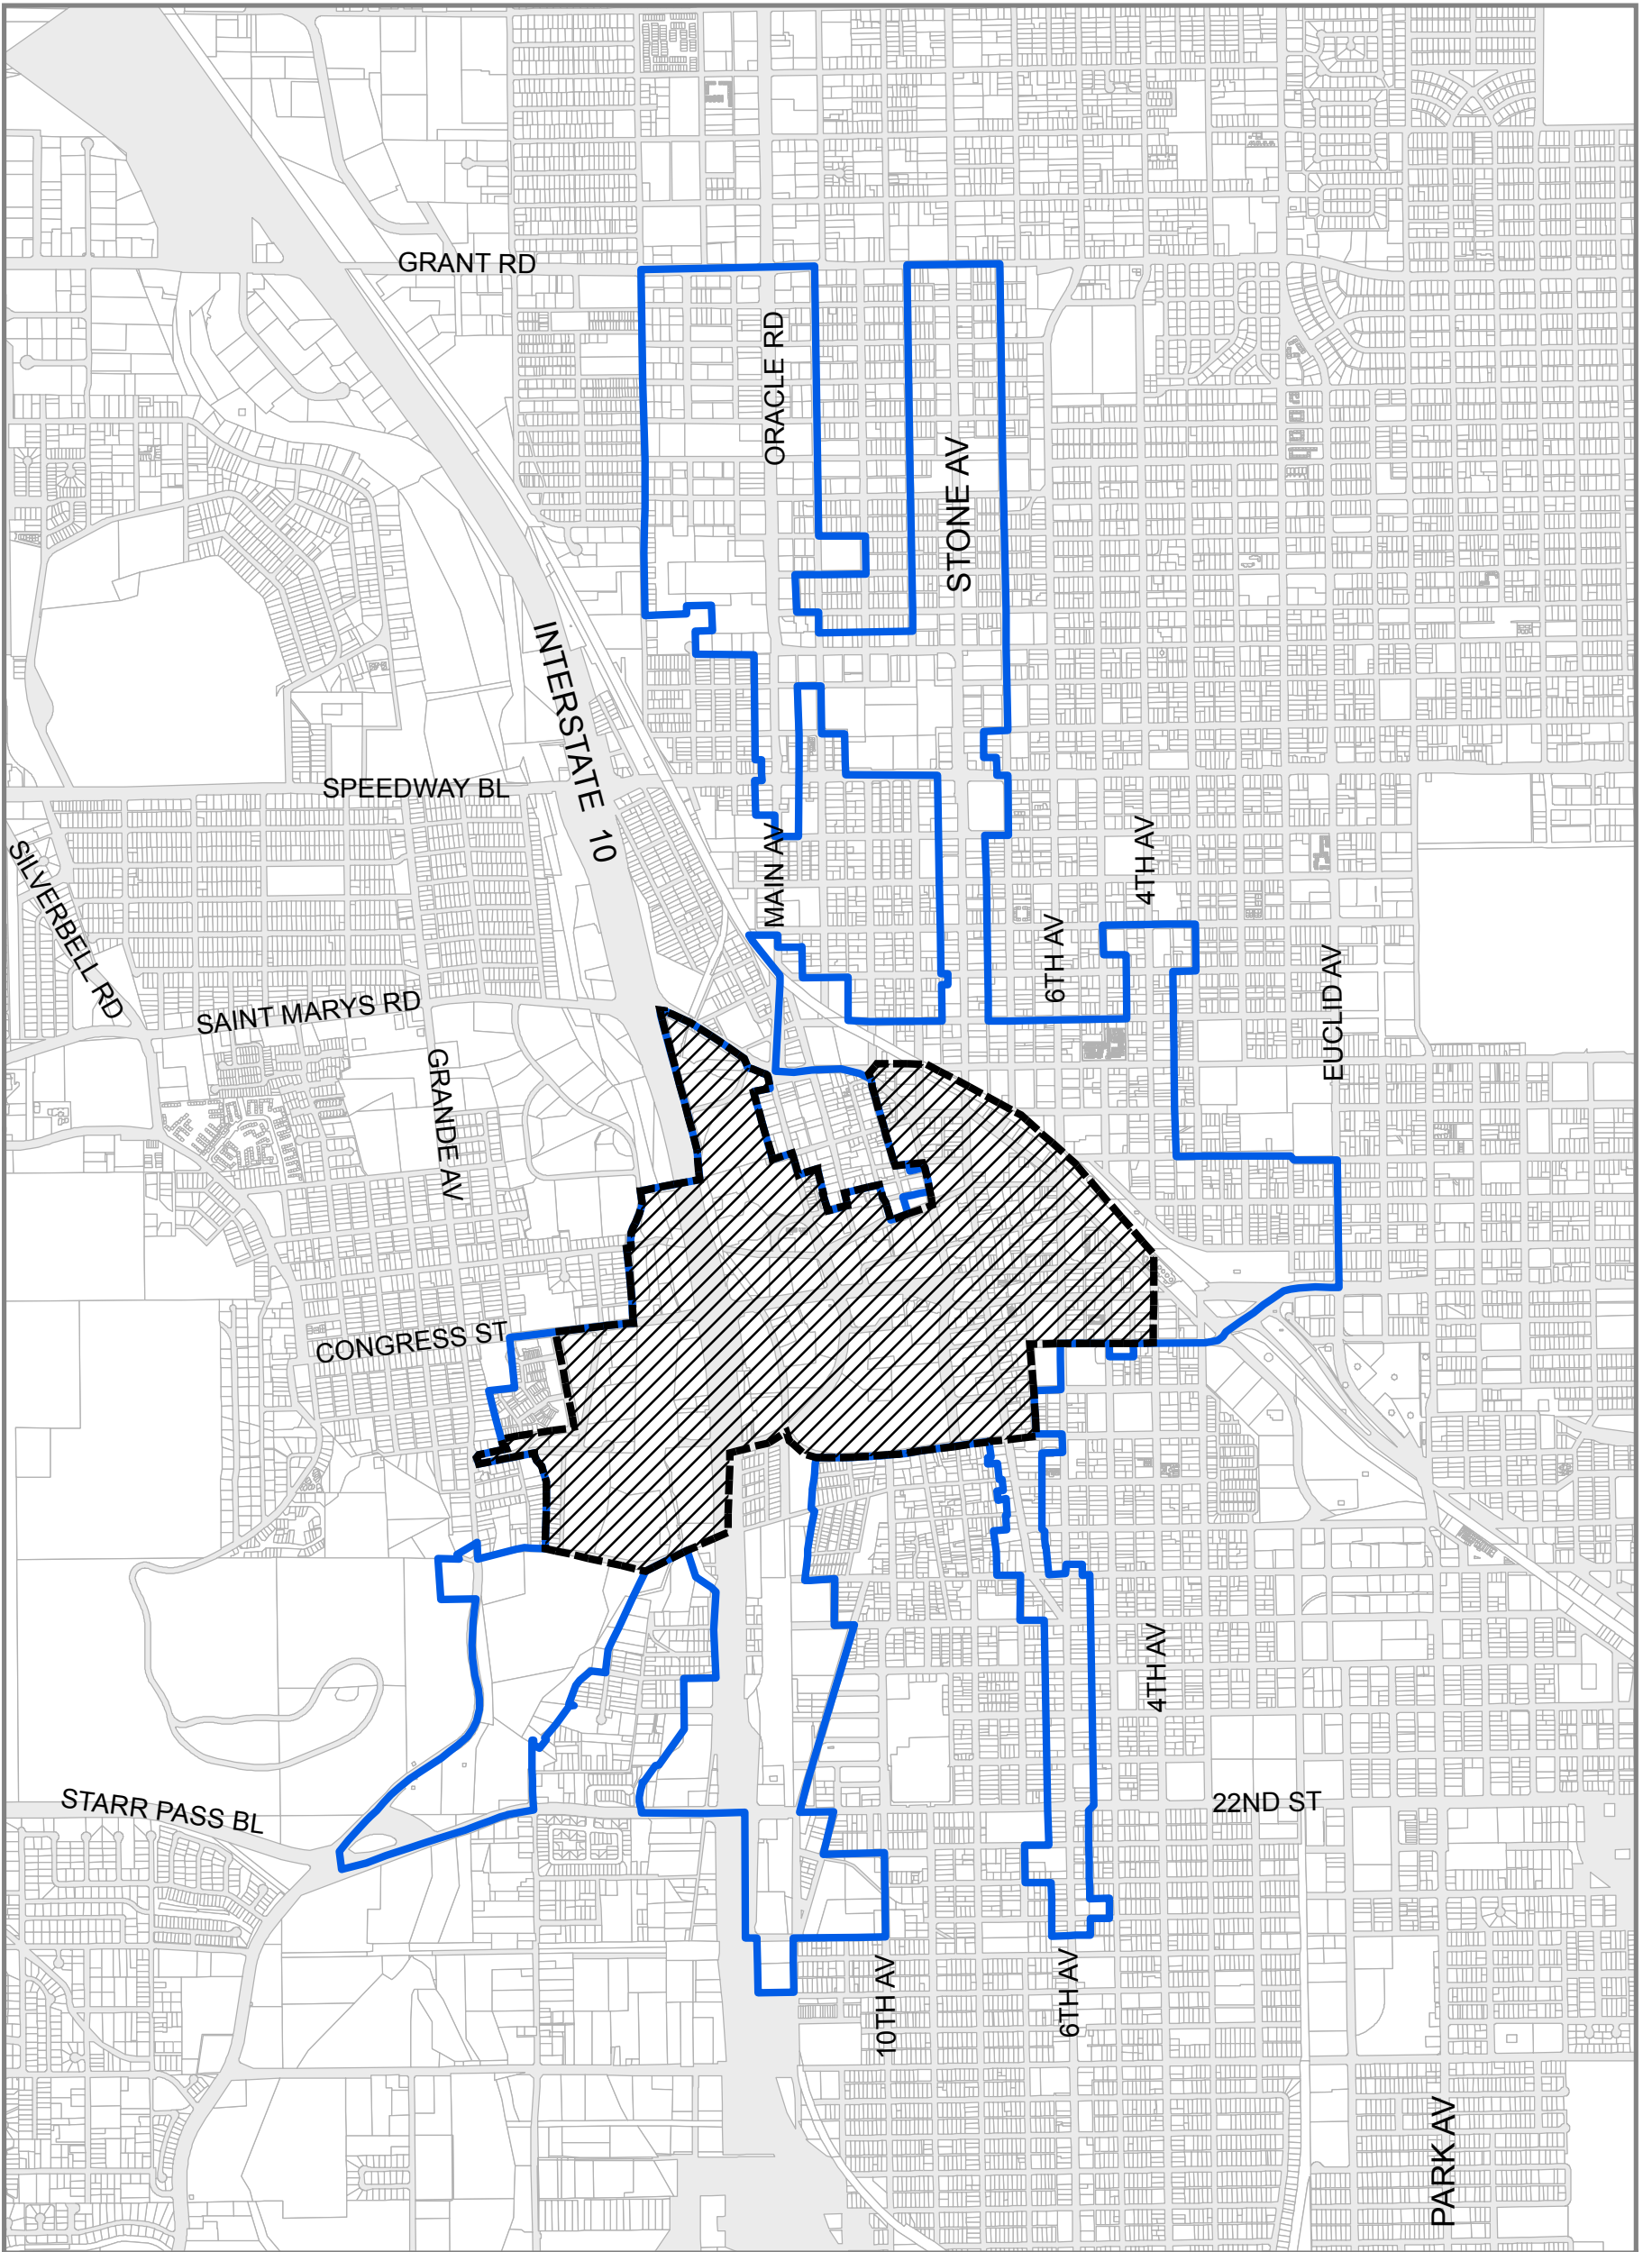 GRANT RD
ORACLE RD
STONE AV
INTERSTATE 10
SPEEDWAY BL
MAIN AV
4TH AV
SILVERBELL RD
6TH AV
EUCLID AV
SAINT MARYS RD
GRANDE AV
CONGRESS ST
4TH AV
STARR PASS BL
22ND ST
10TH AV
6TH AV
PARK AV